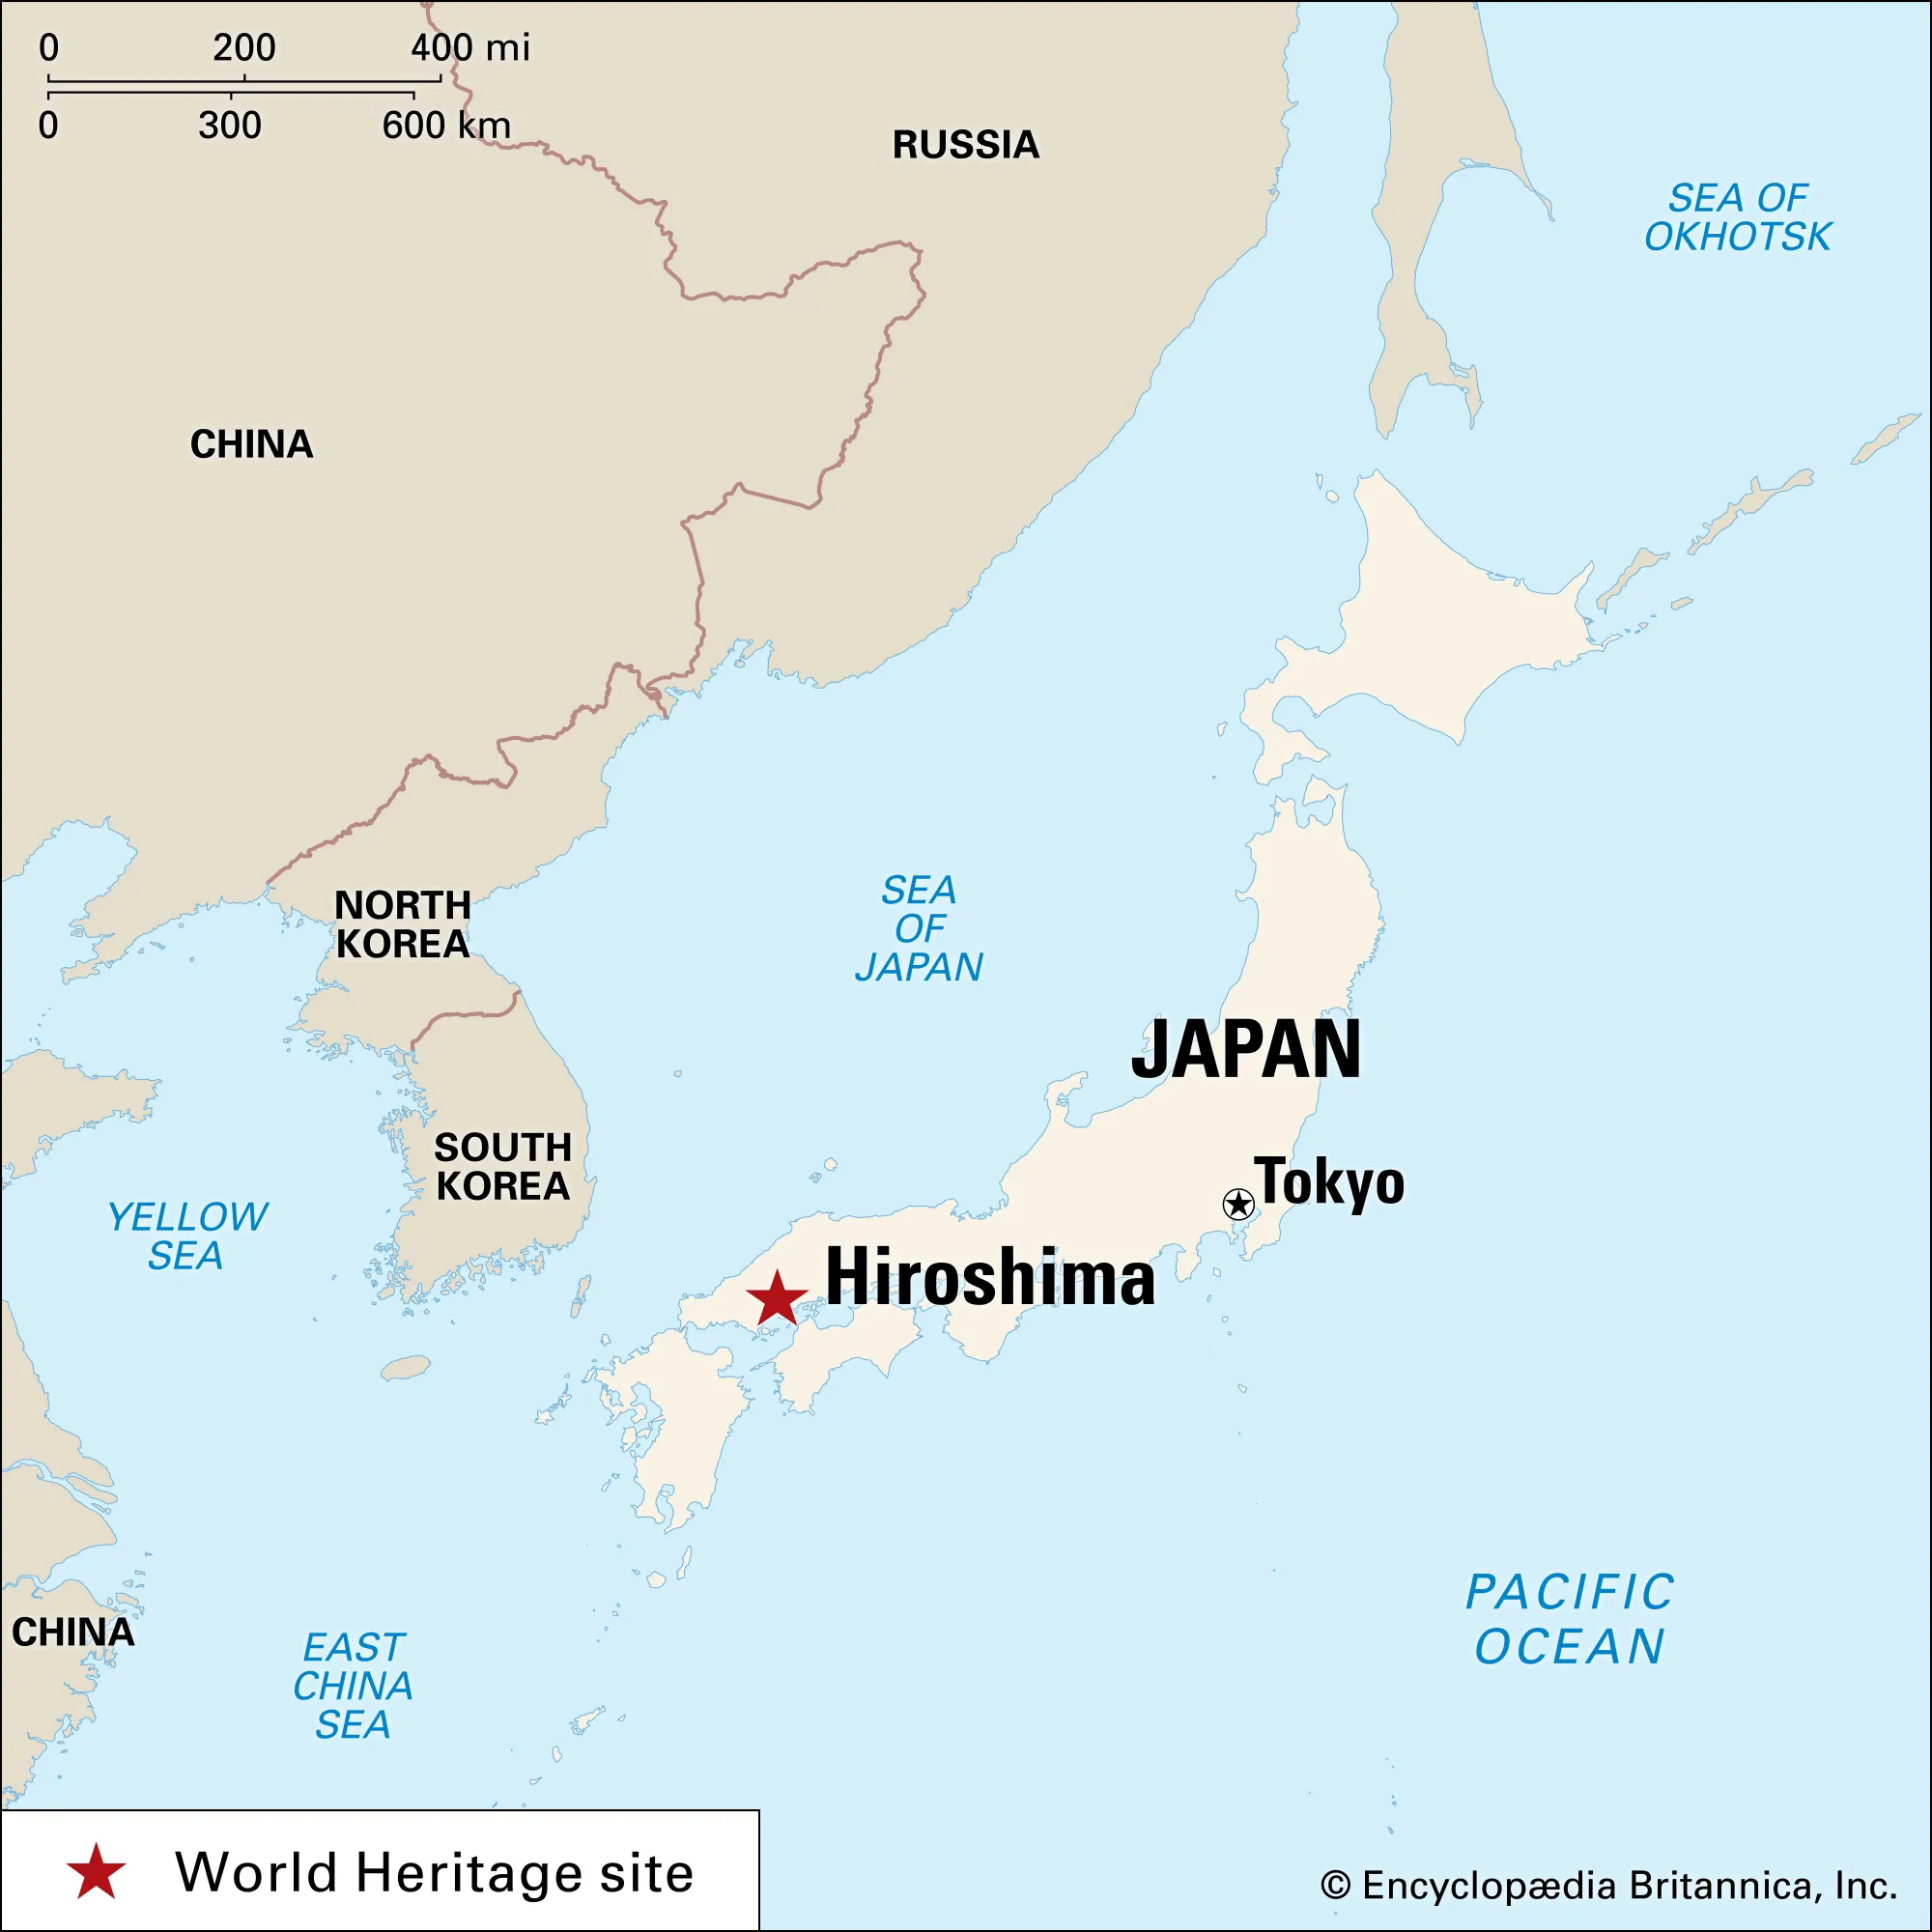 0 200 400 mi
0 300 600 km
RUSSIA
SEA OF
OKHOTSK
CHINA
NORTH
KOREA
SEA
OF
JAPAN
JAPAN
SOUTH
KOREA
Tokyo
YELLOW
SEA
Hiroshima
PACIFIC
OCEAN
CHINA
EAST
CHINA
SEA
World Heritage site
© Encyclopædia Britannica, Inc.